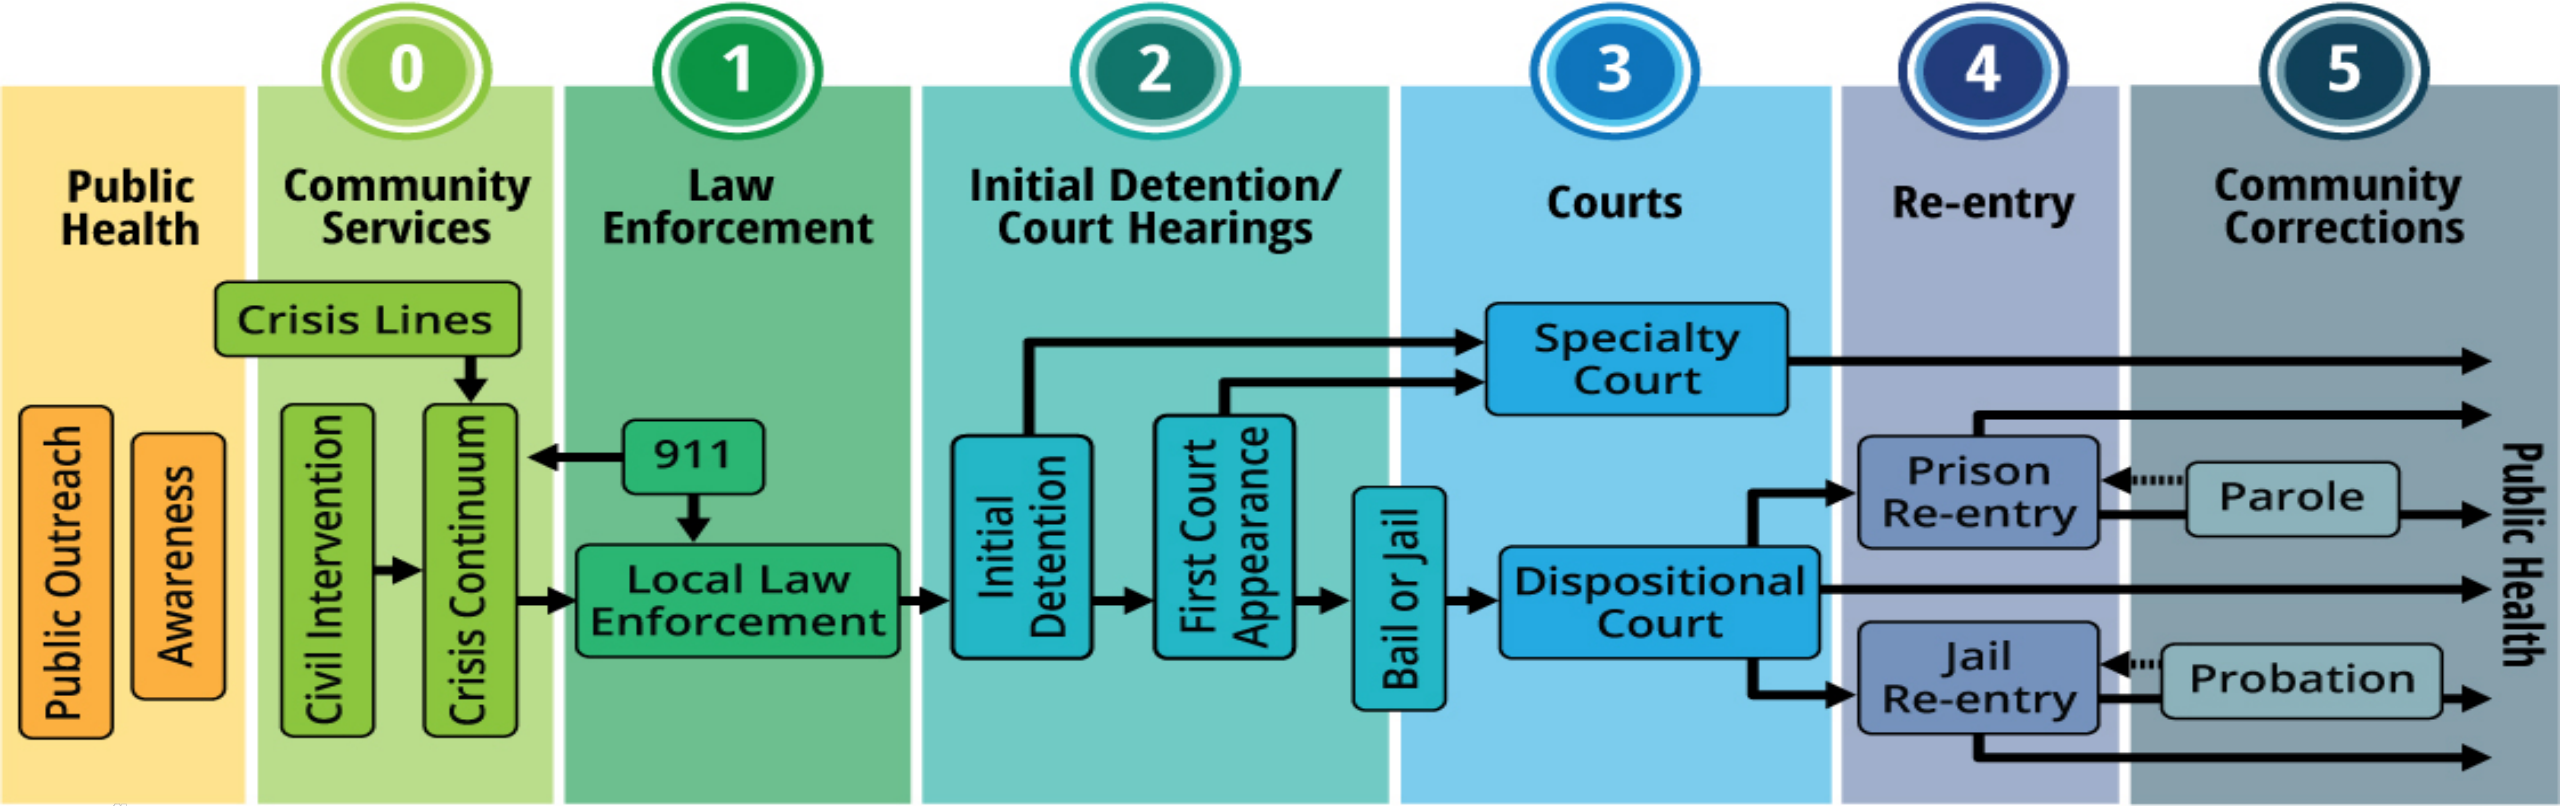 0
1
2
3
4
5
Public
Health
Community
Services
Law
Enforcement
Initial Detention/
Court Hearings
Courts
Re-entry
Community
Corrections
Crisis Lines
Public Outreach
Awareness
Civil Intervention
Crisis Continuum
911
Local Law
Enforcement
Initial
Detention
First Court
Appearance
Bail or Jail
Specialty
Court
Dispositional
Court
Prison
Re-entry
Jail
Re-entry
Parole
Probation
Public Health